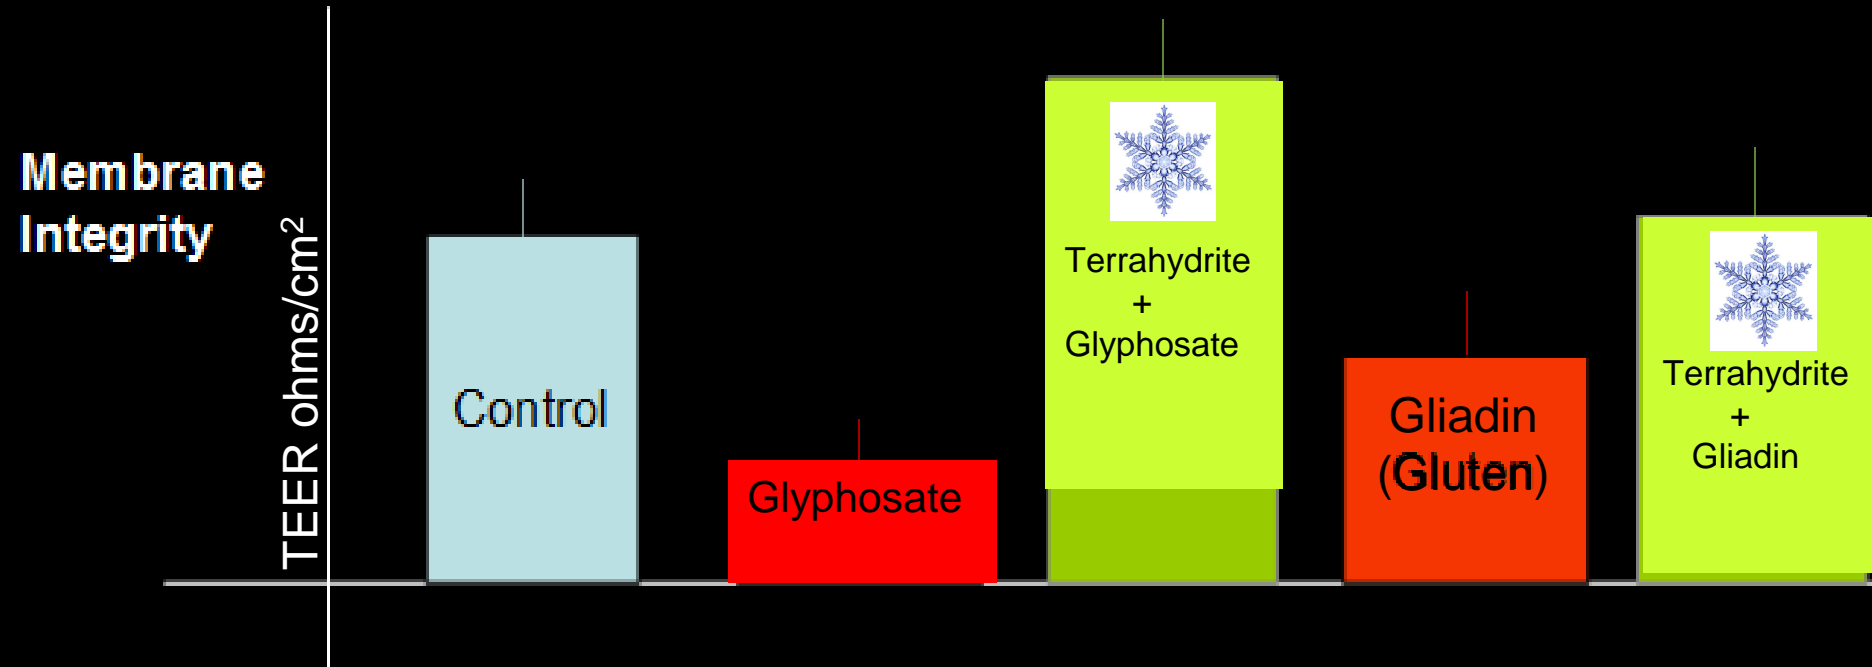 Membrane
Integrity
TEER ohms/cm²
Control
Glyphosate
Terrahydrite
+
Glyphosate
Gliadin
(Gluten)
Terrahydrite
+
Gliadin